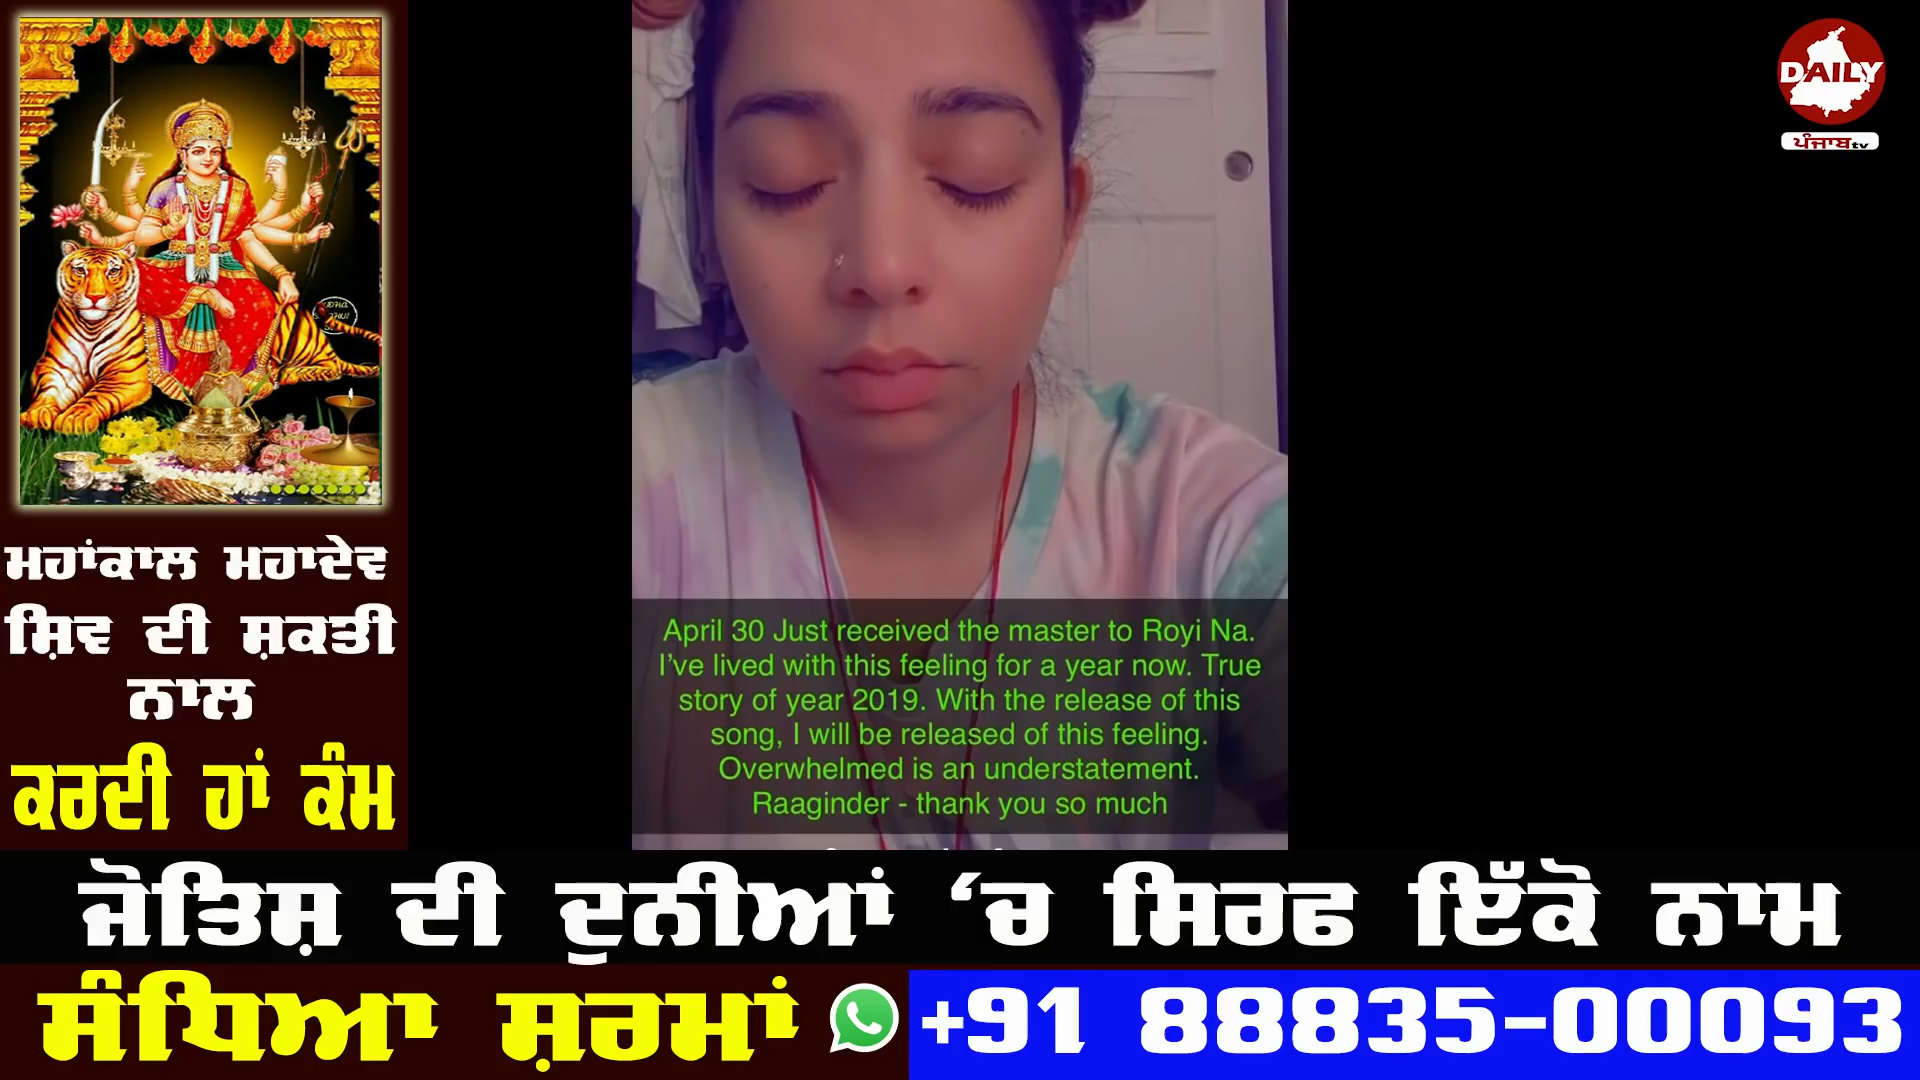 DAILY
ਪੰਜਾਬ tv
ਮਹਾਂਕਾਲ ਮਹਾਦੇਵ
ਸ਼ਿਵ ਦੀ ਸ਼ਕਤੀ
ਨਾਲ
ਕਰਦੀ ਹਾਂ ਕੰਮ
April 30 Just received the master to Royi Na.
I’ve lived with this feeling for a year now. True
story of year 2019. With the release of this
song, I will be released of this feeling.
Overwhelmed is an understatement.
Raaginder - thank you so much
ਜੋਤਿਸ਼ ਦੀ ਦੁਨੀਆਂ ‘ਚ ਸਿਰਫ ਇੱਕੋ ਨਾਮ
ਸੰਧਿਆ ਸ਼ਰਮਾਂ +91 88835-00093